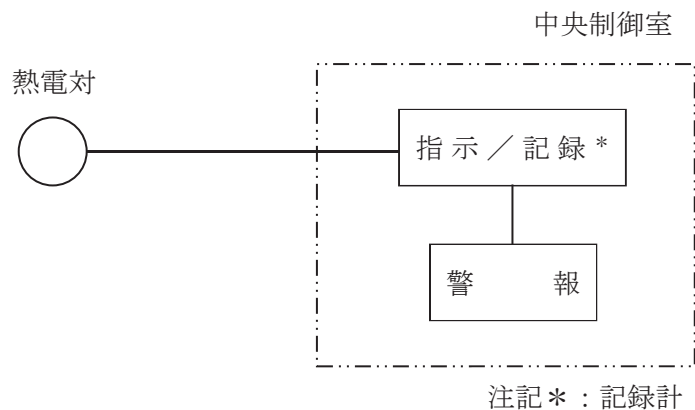 中央制御室
熱電対
指示／記録*
警報
注記＊：記録計